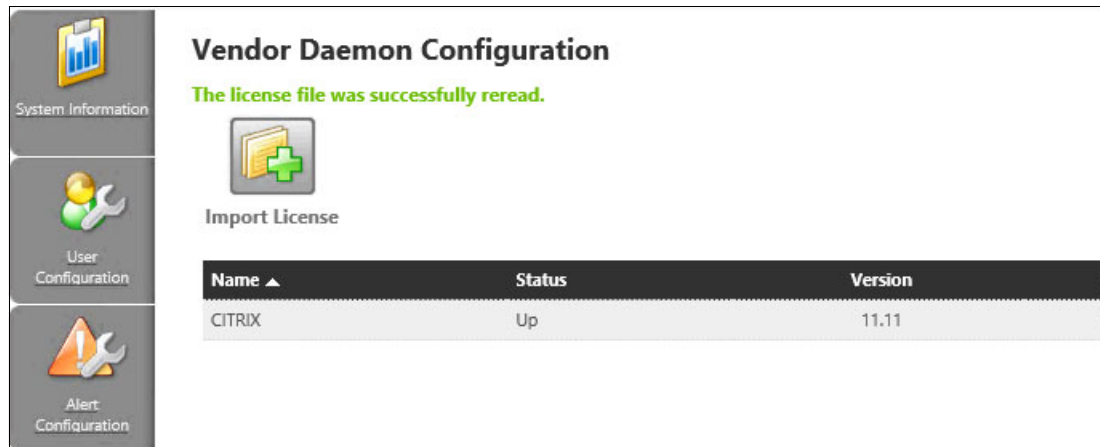 System Information
User
Configuration
Alert
Configuration
Vendor Daemon Configuration
The license file was successfully reread.
Import License
Name Status Version
CITRIX Up 11.11